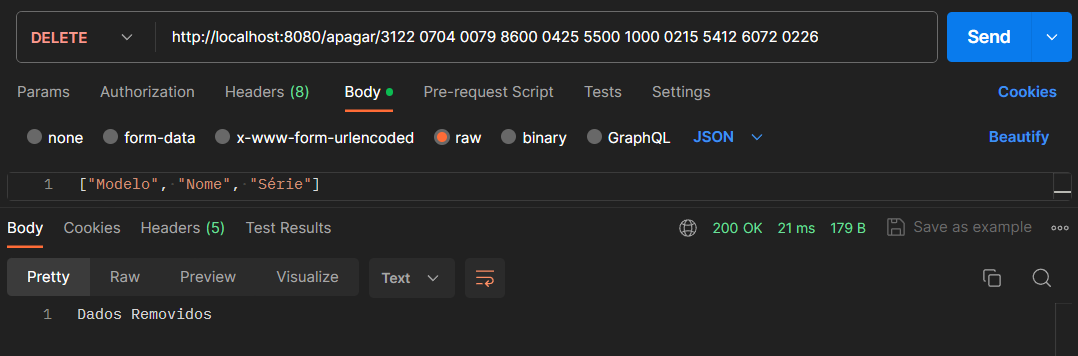 DELETE http://localhost:8080/apagar/3122 0704 0079 8600 0425 5500 1000 0215 5412 6072 0226 Send
Params Authorization Headers (8) Body Pre-request Script Tests Settings Cookies
none form-data x-www-form-urlencoded raw binary GraphQL JSON Beautify
1 ["Modelo", "Nome", "Série"]
Body Cookies Headers (5) Test Results 200 OK 21 ms 179 B Save as example
Pretty Raw Preview Visualize Text
1 Dados Removidos